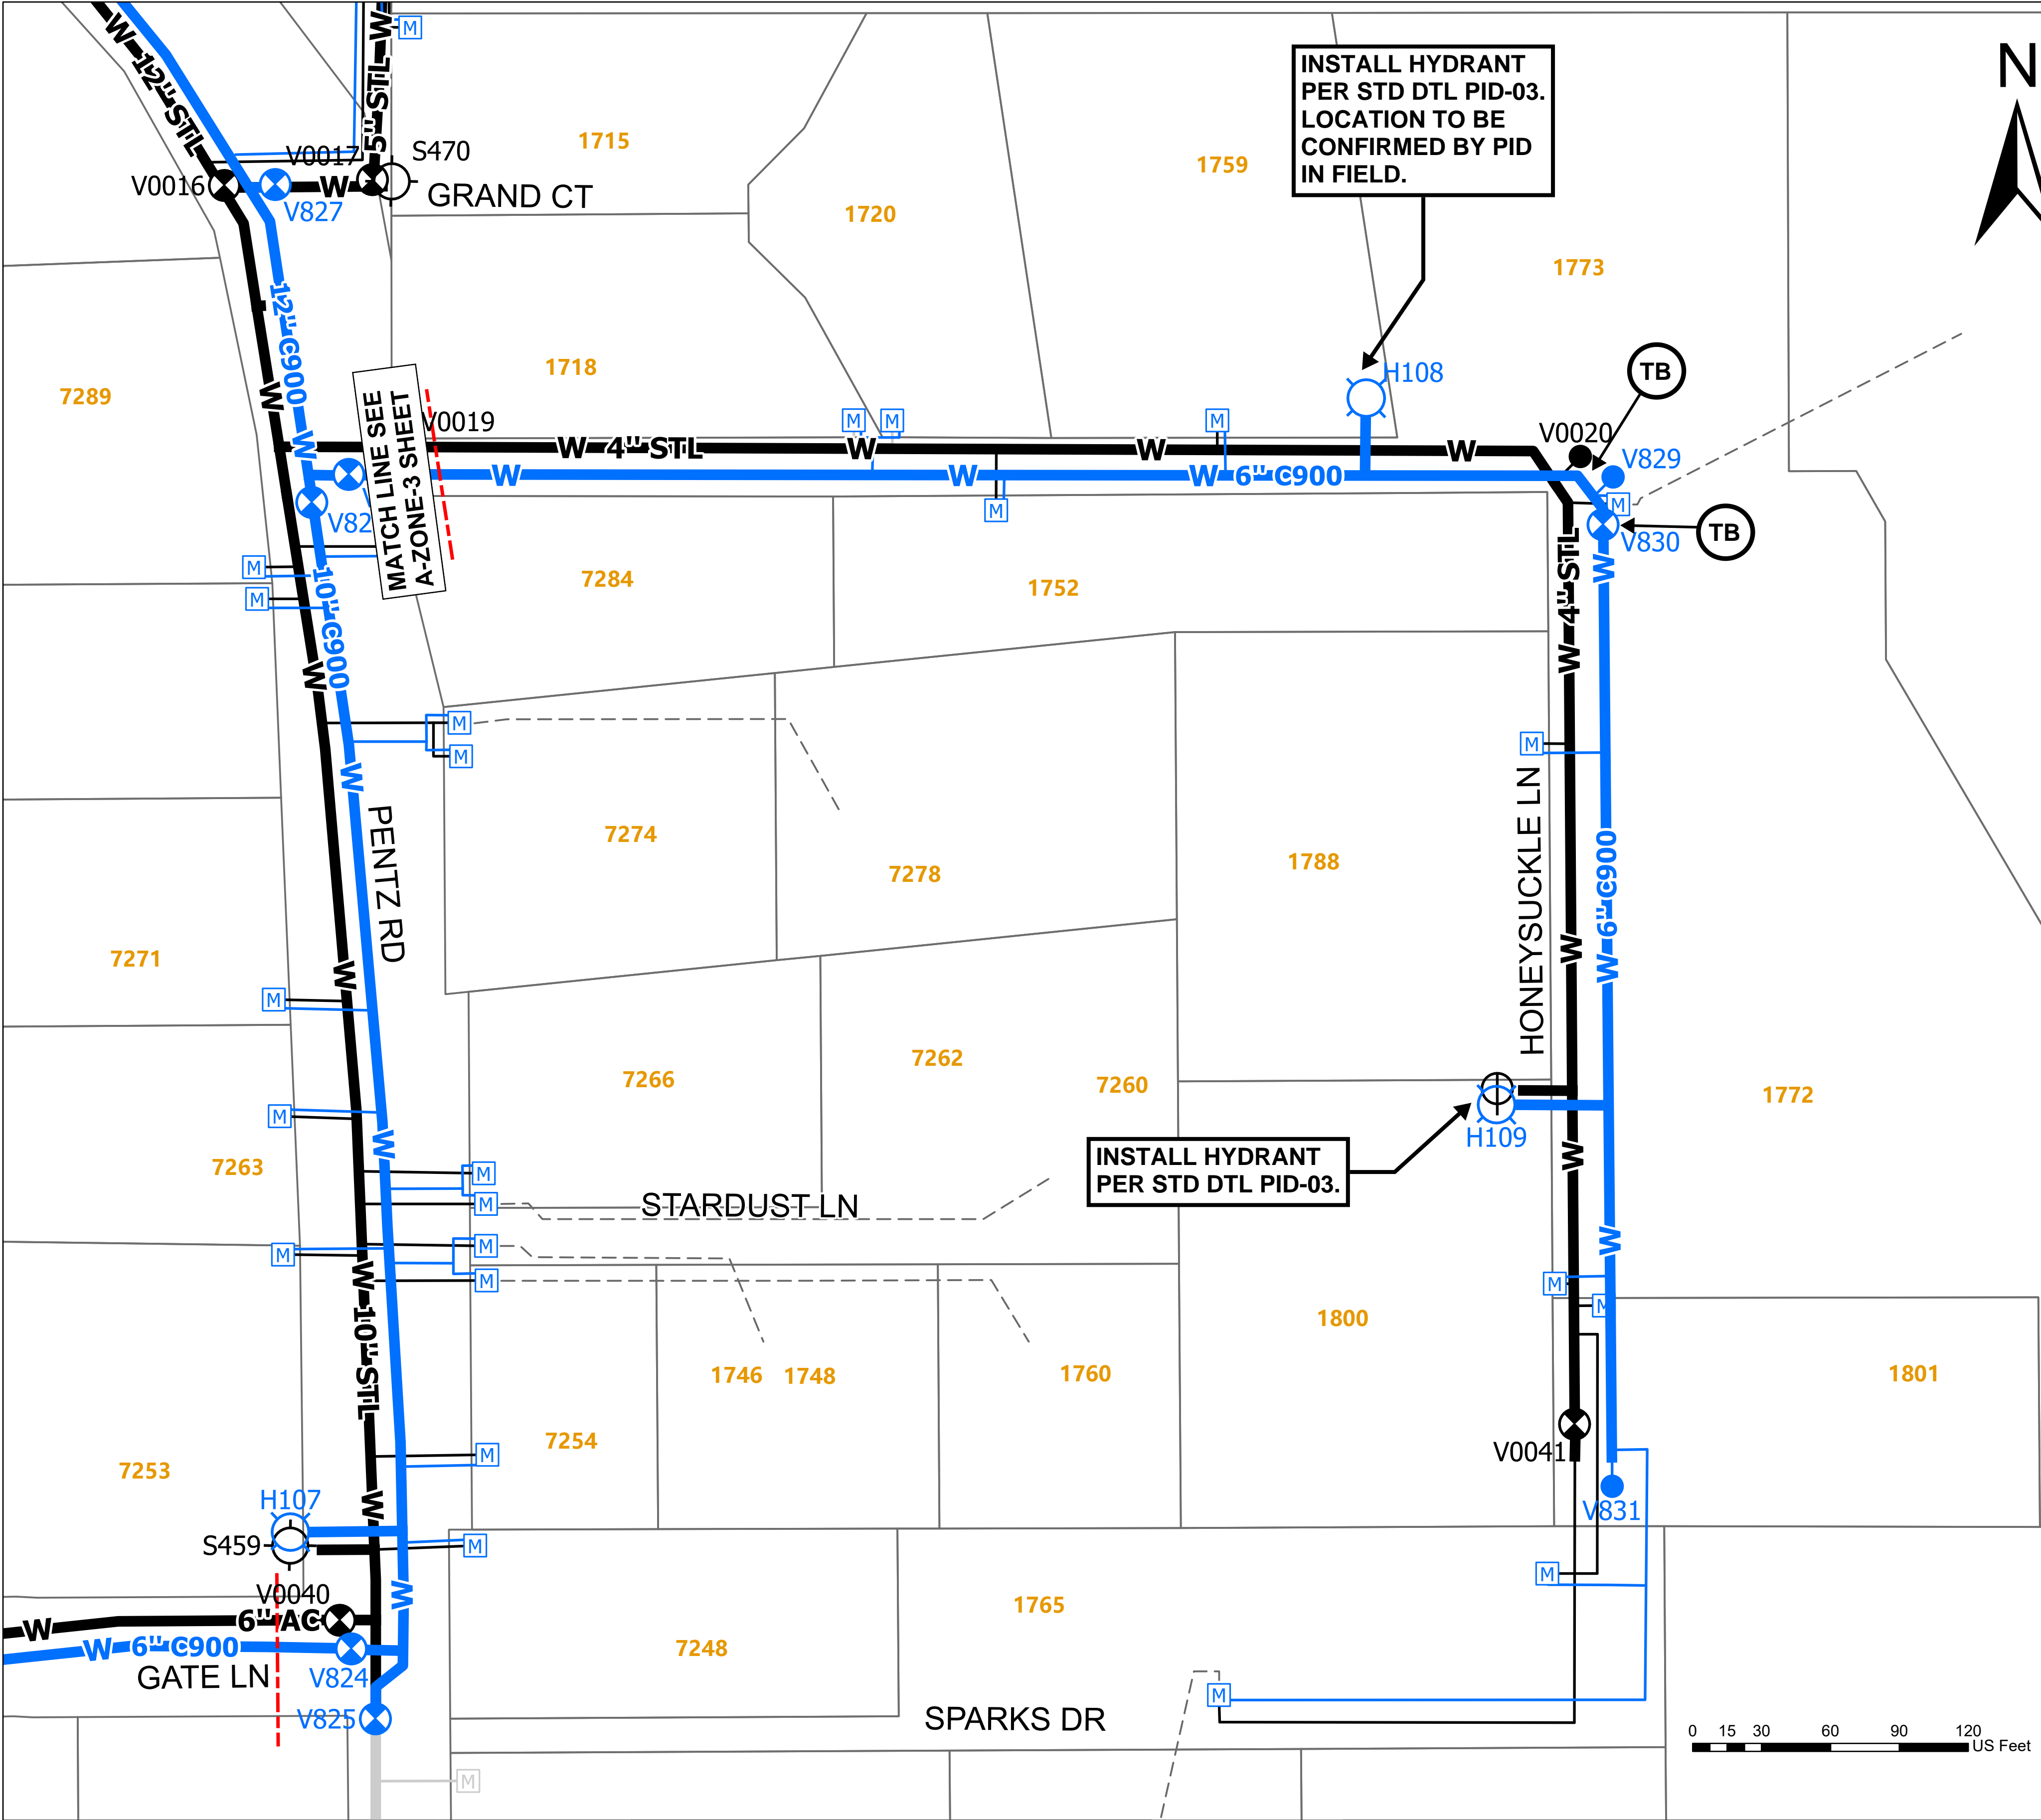 INSTALL HYDRANT
PER STD DTL PID-03.
LOCATION TO BE
CONFIRMED BY PID
IN FIELD.
N
W 12" STL
5" STL W
M
V0017
S470
V0016
W
V827
GRAND CT
1715
1720
1759
1773
12" C900
W
7289
1718
MATCH LINE SEE
A-ZONE-3 SHEET
V0019
W 4" STL
W
W
W
M
M
M
H108
TB
V0020
V829
W
W
W
W 6" C900
M
M
V830
TB
V82
M
M
10" C900
W
7284
1752
W 4" STL
W
M
M
W
PENTZ RD
7274
7278
1788
M
HONEYSUCKLE LN
W 6" C900
W
7271
W
M
7266
7262
7260
1772
M
W
H109
INSTALL HYDRANT
PER STD DTL PID-03.
W
7263
M
M
STARDUST LN
M
M
M
W
M
M
W 10" STL
1746
1748
1760
1800
1801
7254
V0041
7253
M
W
H107
S459
M
V831
M
V0040
W
6" AC
W
W 6" C900
GATE LN
V824
V825
7248
1765
M
SPARKS DR
M
0 15 30 60 90 120
US Feet